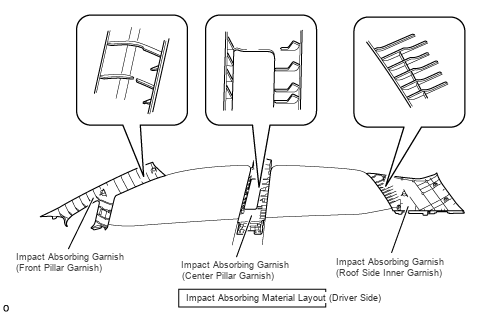 Impact Absorbing Garnish
(Front Pillar Garnish)
Impact Absorbing Garnish
(Center Pillar Garnish)
Impact Absorbing Garnish
(Roof Side Inner Garnish)
Impact Absorbing Material Layout (Driver Side)
o